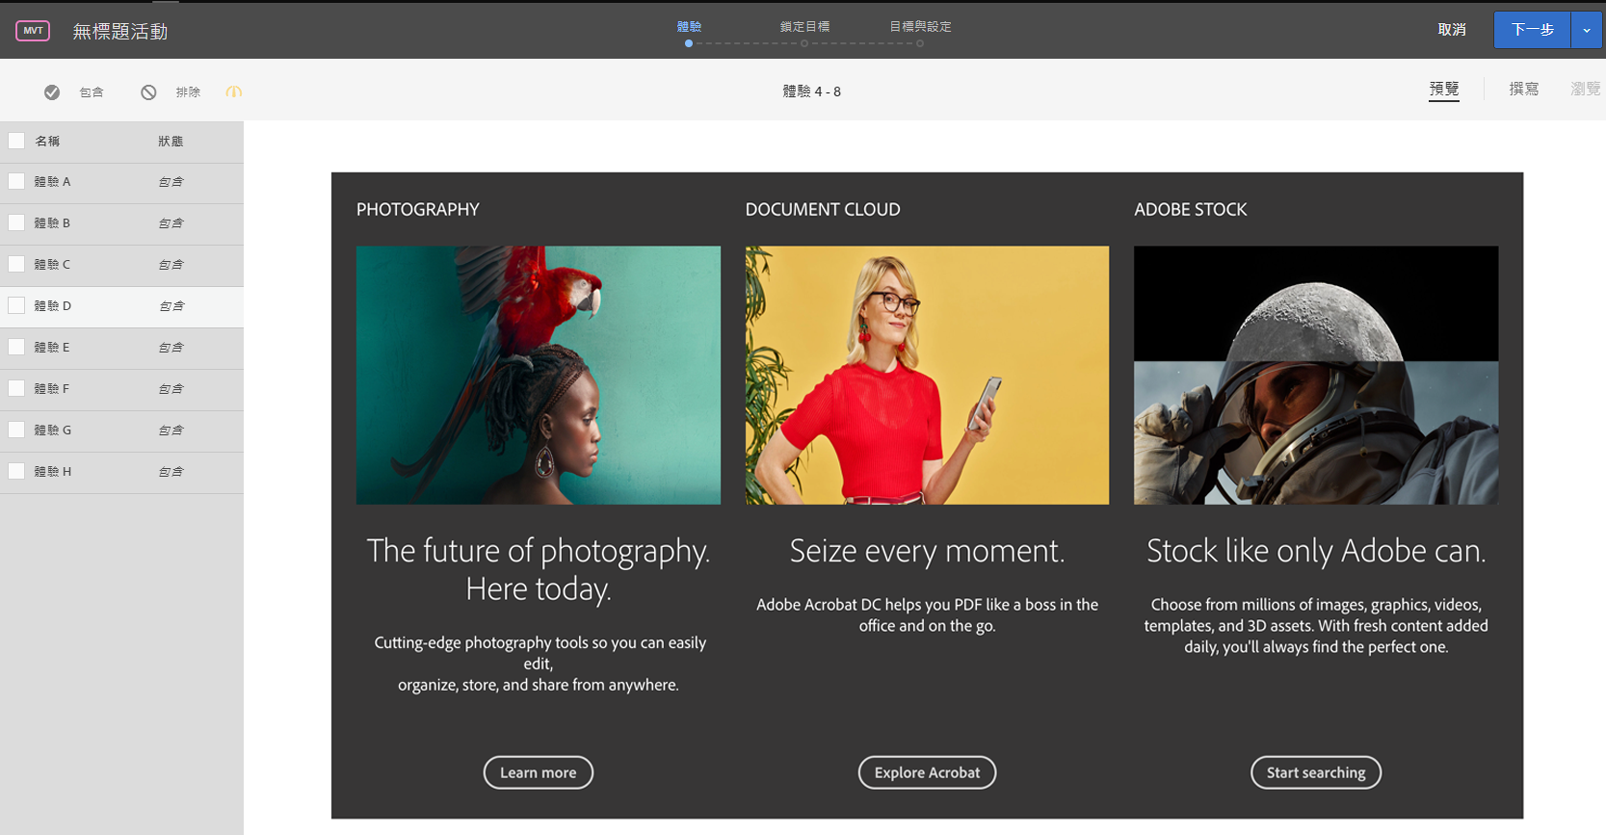 MVT
無標題活動
體驗
鎖定目標
目標與設定
取消
下一步
包含
排除
體驗 4 - 8
預覽
撰寫
瀏覽
名稱 狀態
體驗 A 包含
體驗 B 包含
體驗 C 包含
體驗 D 包含
體驗 E 包含
體驗 F 包含
體驗 G 包含
體驗 H 包含
PHOTOGRAPHY
The future of photography.
Here today.
Cutting-edge photography tools so you can easily
edit,
organize, store, and share from anywhere.
Learn more
DOCUMENT CLOUD
Seize every moment.
Adobe Acrobat DC helps you PDF like a boss in the
office and on the go.
Explore Acrobat
ADOBE STOCK
Stock like only Adobe can.
Choose from millions of images, graphics, videos,
templates, and 3D assets. With fresh content added
daily, you'll always find the perfect one.
Start searching